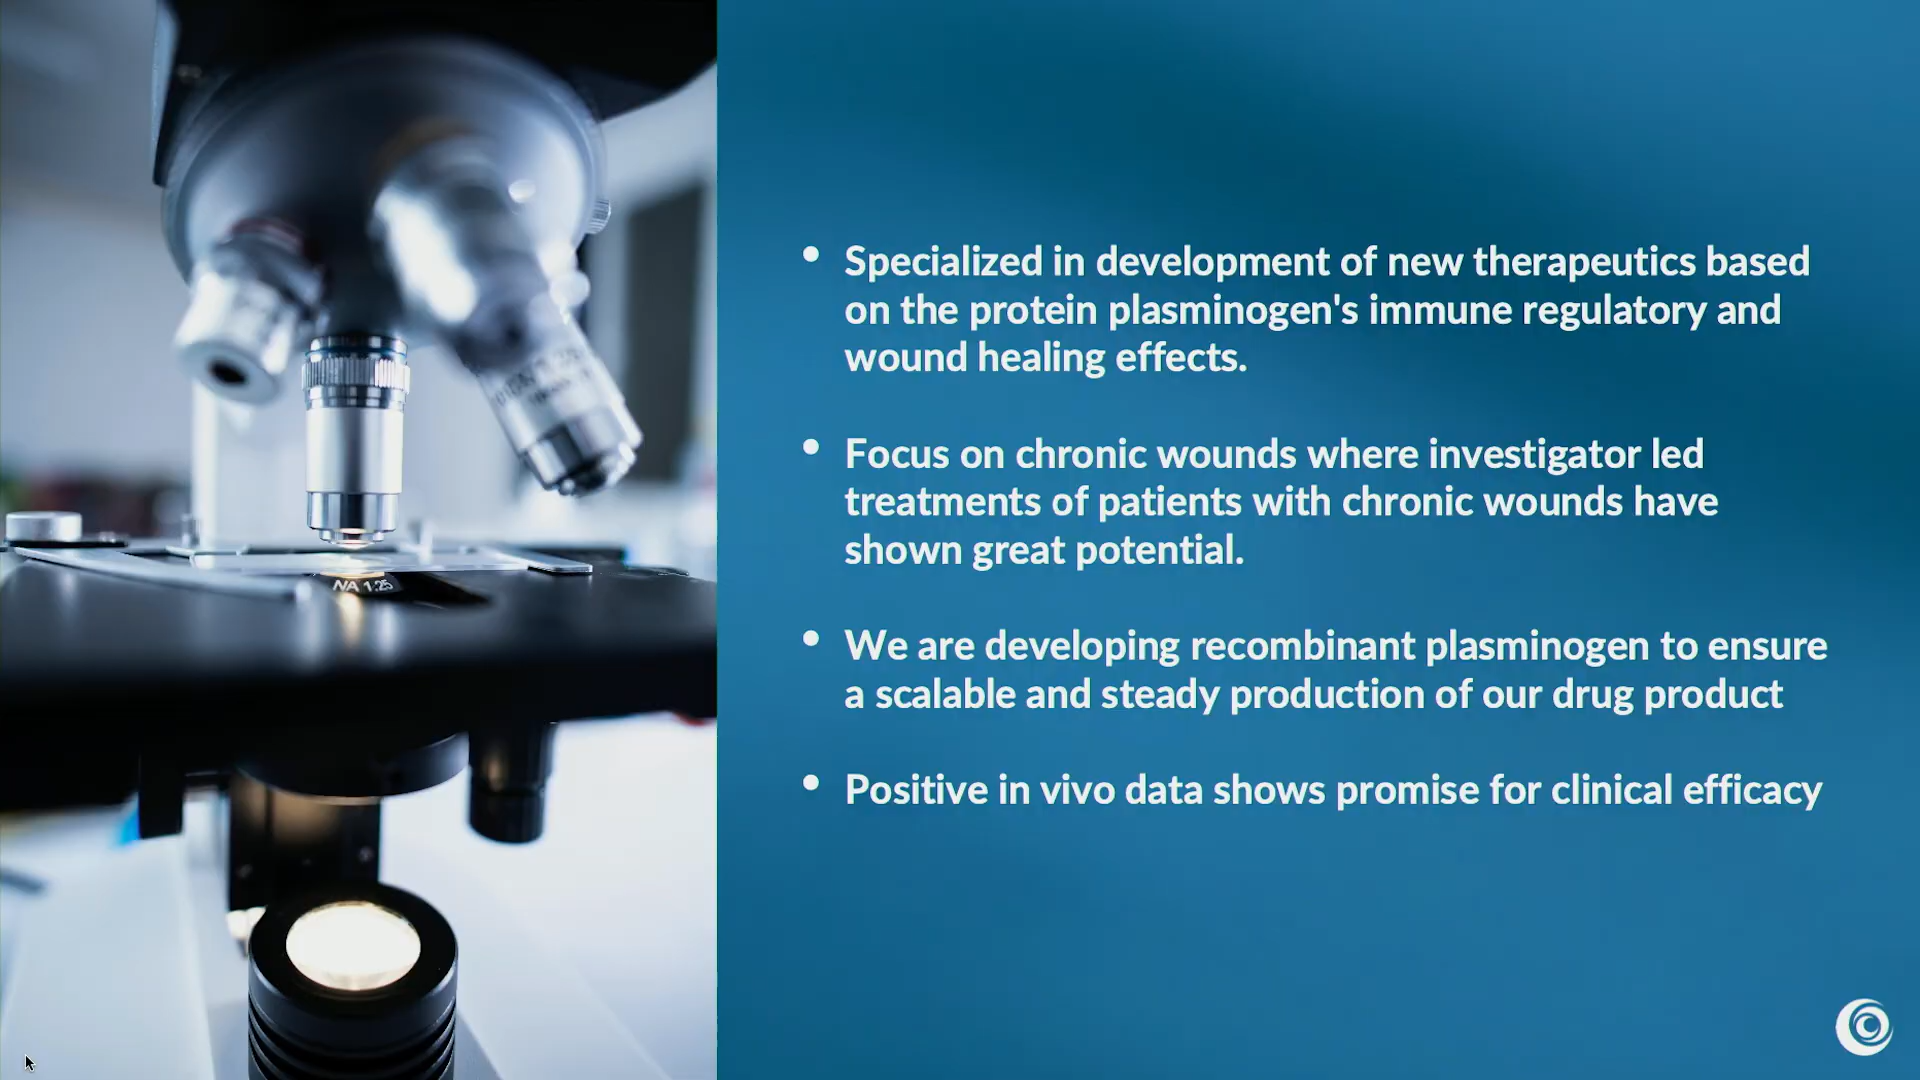 NA 1.25
• Specialized in development of new therapeutics based
on the protein plasminogen's immune regulatory and
wound healing effects.
• Focus on chronic wounds where investigator led
treatments of patients with chronic wounds have
shown great potential.
• We are developing recombinant plasminogen to ensure
a scalable and steady production of our drug product
• Positive in vivo data shows promise for clinical efficacy